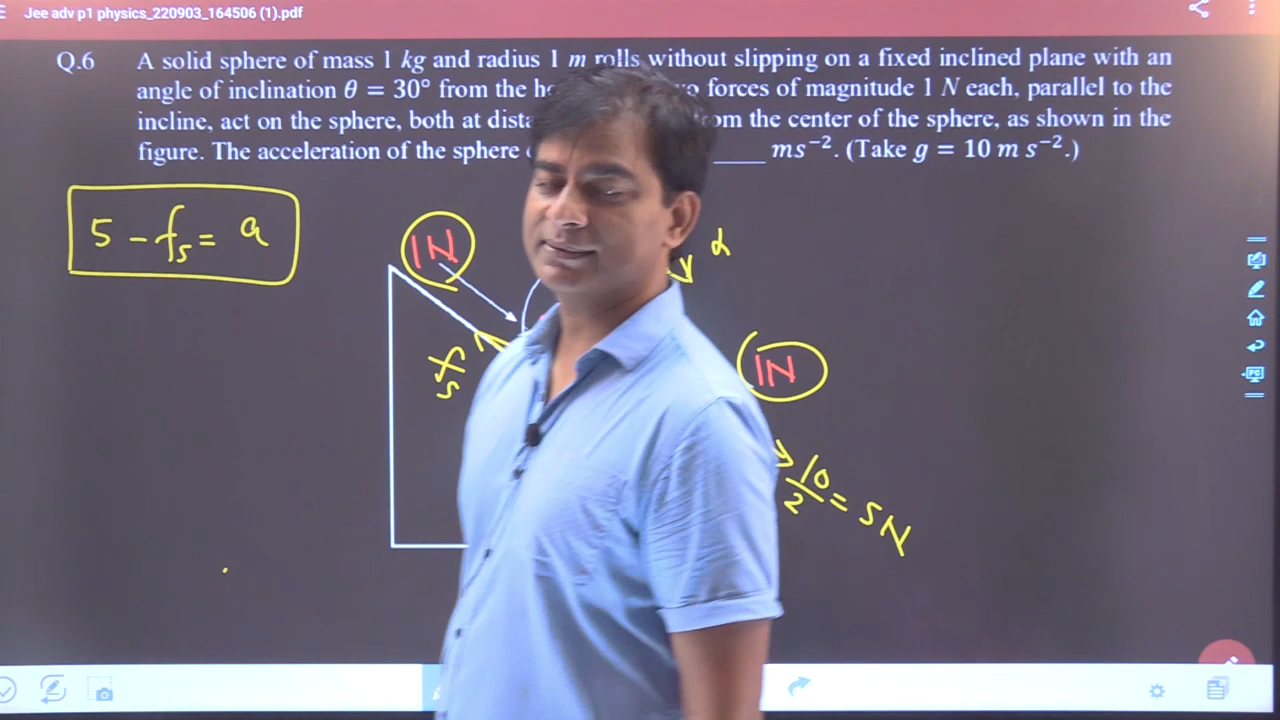 Jee adv p1 physics_220903_164506 (1).pdf
Q.6 A solid sphere of mass 1 kg and radius 1 m rolls without slipping on a fixed inclined plane with an
angle of inclination θ = 30° from the forces of magnitude 1 N each, parallel to the
incline, act on the sphere, both at from the center of the sphere, as shown in the
figure. The acceleration of the sphere ____ ms⁻². (Take g = 10 m s⁻².)
5 - fs = a
1N
α
fs
1N
10/2 = 5N
PC